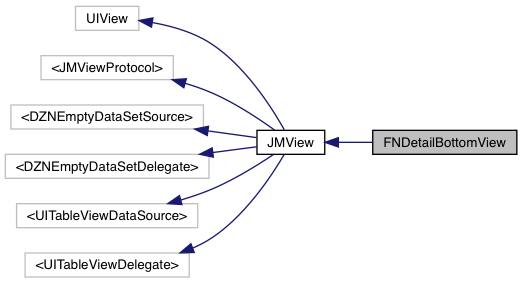 UIView
<JMViewProtocol>
<DZNEmptyDataSetSource>
JMView
FNDetailBottomView
<DZNEmptyDataSetDelegate>
<UITableViewDataSource>
<UITableViewDelegate>